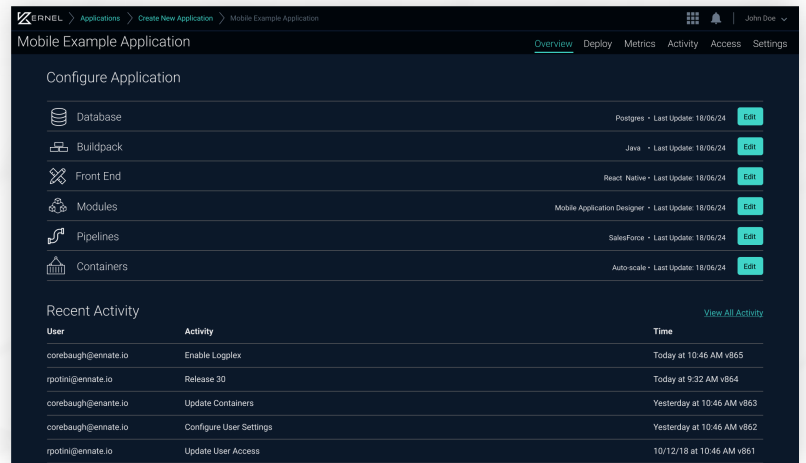 KERNEL > Applications > Create New Application > Mobile Example Application John Doe
Mobile Example Application Overview Deploy Metrics Activity Access Settings
Configure Application
Database Postgres • Last Update: 18/06/24 Edit
Buildpack Java • Last Update: 18/06/24 Edit
Front End React Native • Last Update: 18/06/24 Edit
Modules Mobile Application Designer • Last Update: 18/06/24 Edit
Pipelines SalesForce • Last Update: 18/06/24 Edit
Containers Auto-scale • Last Update: 18/06/24 Edit
Recent Activity View All Activity
User Activity Time
corebaugh@ennate.io Enable Logplex Today at 10:46 AM v865
rpotini@ennate.io Release 30 Today at 9:32 AM v864
corebaugh@enante.io Update Containers Yesterday at 10:46 AM v863
corebaugh@ennate.io Configure User Settings Yesterday at 10:46 AM v862
rpotini@ennate.io Update User Access 10/12/18 at 10:46 AM v861